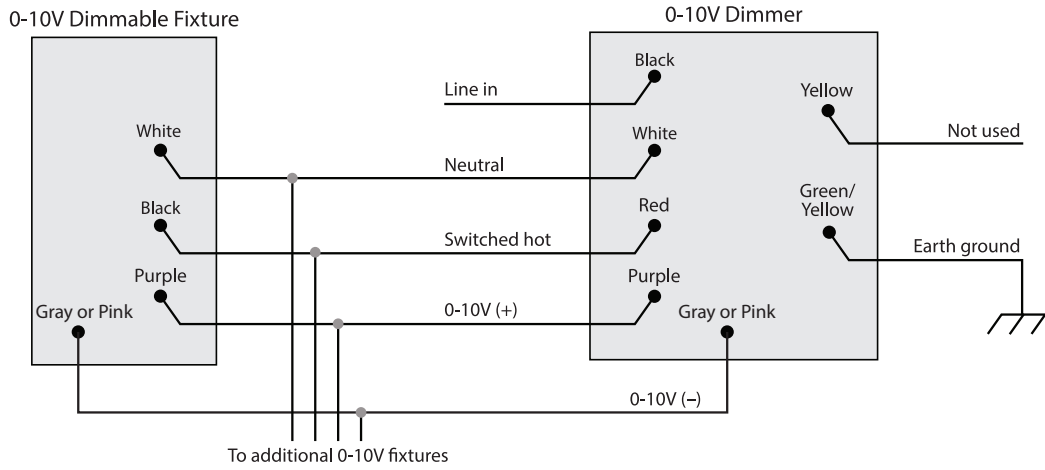 0-10V Dimmable Fixture
0-10V Dimmer
Black
Line in
Yellow
White
White
Not used
Neutral
Green/
Yellow
Black
Red
Switched hot
Earth ground
Purple
Purple
Gray or Pink
0-10V (+)
Gray or Pink
0-10V (–)
To additional 0-10V fixtures